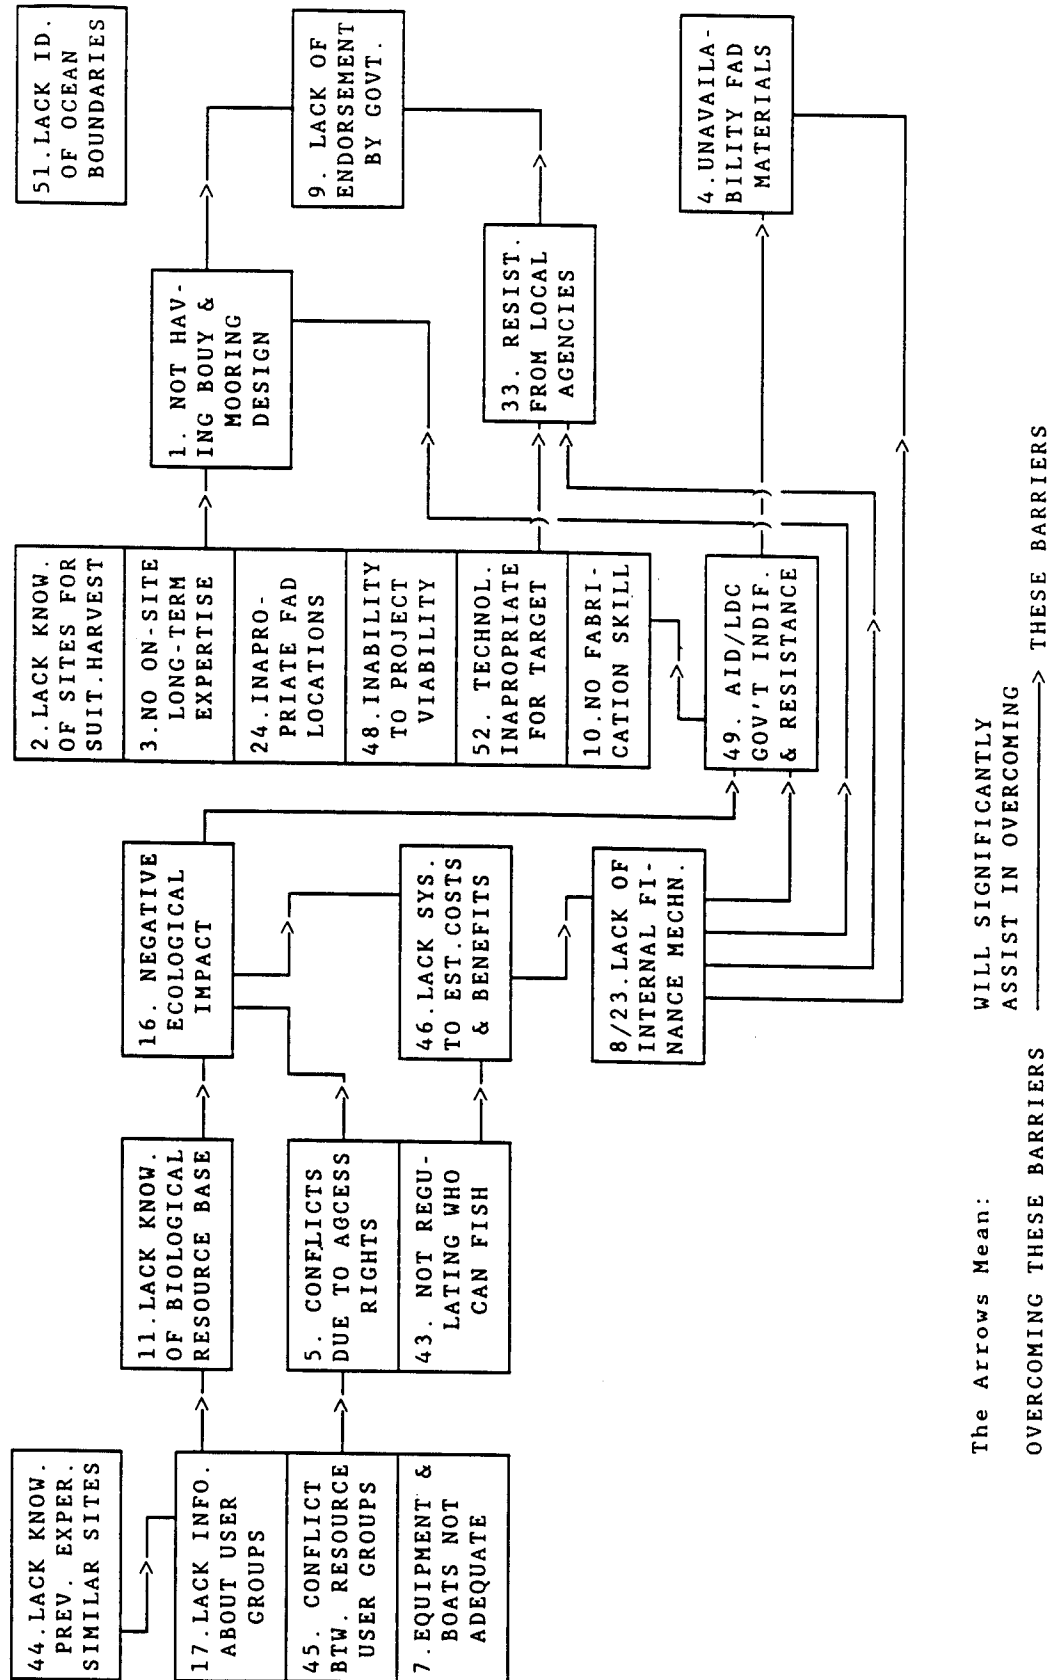 44.LACK KNOW.
PREV. EXPER.
SIMILAR SITES
17.LACK INFO.
ABOUT USER
GROUPS
45. CONFLICT
BTW. RESOURCE
USER GROUPS
7.EQUIPMENT &
BOATS NOT
ADEQUATE
11.LACK KNOW.
OF BIOLOGICAL
RESOURCE BASE
5. CONFLICTS
DUE TO ACCESS
RIGHTS
43. NOT REGU-
LATING WHO
CAN FISH
16. NEGATIVE
ECOLOGICAL
IMPACT
46.LACK SYS.
TO EST.COSTS
& BENEFITS
8/23.LACK OF
INTERNAL FI-
NANCE MECHN.
2.LACK KNOW.
OF SITES FOR
SUIT.HARVEST
3.NO ON-SITE
LONG-TERM
EXPERTISE
24.INAPRO-
PRIATE FAD
LOCATIONS
48.INABILITY
TO PROJECT
VIABILITY
52. TECHNOL.
INAPROPRIATE
FOR TARGET
10.NO FABRI-
CATION SKILL
49. AID/LDC
GOV'T INDIF.
& RESISTANCE
1. NOT HAV-
ING BOUY &
MOORING
DESIGN
33. RESIST.
FROM LOCAL
AGENCIES
51.LACK ID.
OF OCEAN
BOUNDARIES
9. LACK OF
ENDORSEMENT
BY GOVT.
4.UNAVAILA-
BILITY FAD
MATERIALS
The Arrows Mean:
WILL SIGNIFICANTLY
ASSIST IN OVERCOMING
OVERCOMING THESE BARRIERS THESE BARRIERS